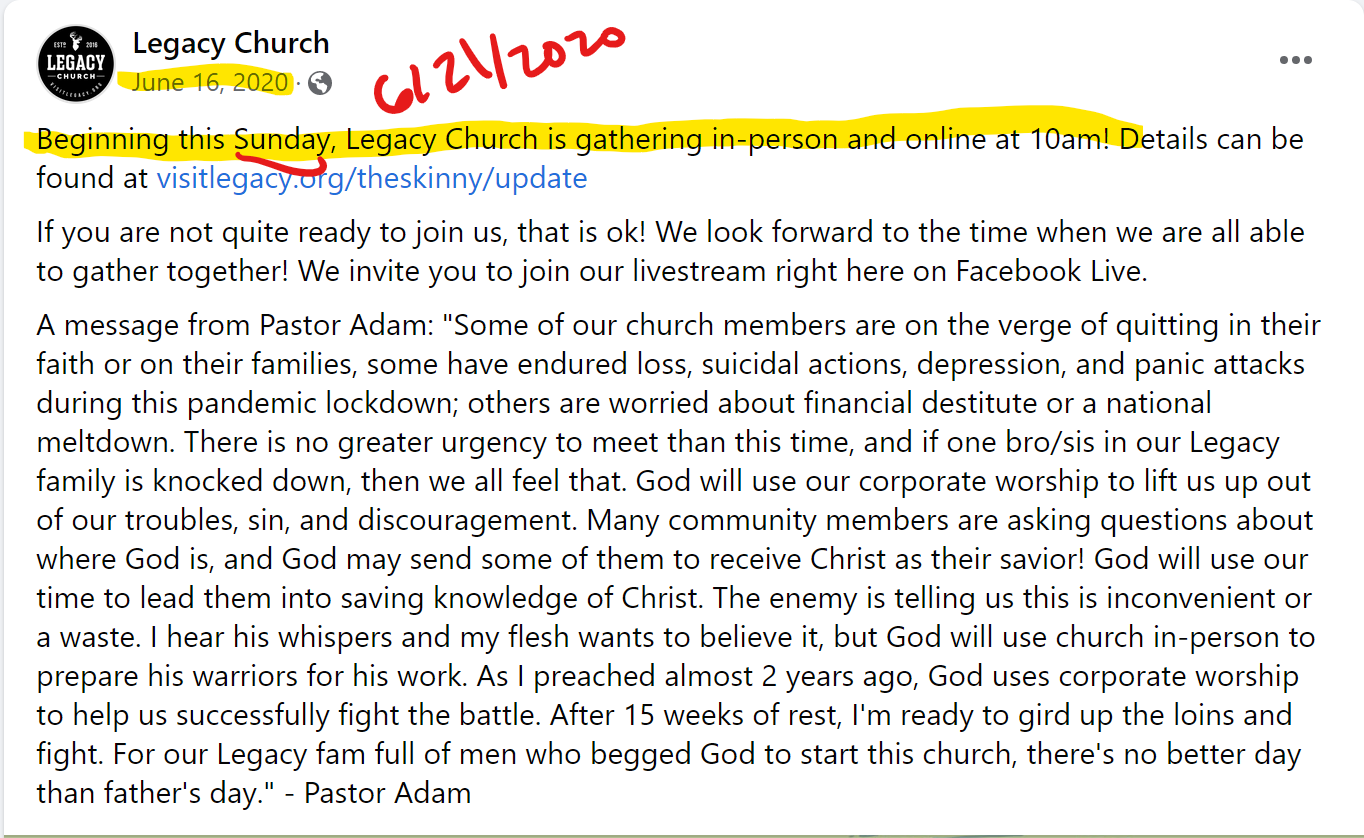 ESTD 2016
LEGACY
CHURCH
VISITLEGACY.ORG
Legacy Church
June 16, 2020 ·
6/21/2020
Beginning this Sunday, Legacy Church is gathering in-person and online at 10am! Details can be
found at visitlegacy.org/theskinny/update
If you are not quite ready to join us, that is ok! We look forward to the time when we are all able
to gather together! We invite you to join our livestream right here on Facebook Live.
A message from Pastor Adam: "Some of our church members are on the verge of quitting in their
faith or on their families, some have endured loss, suicidal actions, depression, and panic attacks
during this pandemic lockdown; others are worried about financial destitute or a national
meltdown. There is no greater urgency to meet than this time, and if one bro/sis in our Legacy
family is knocked down, then we all feel that. God will use our corporate worship to lift us up out
of our troubles, sin, and discouragement. Many community members are asking questions about
where God is, and God may send some of them to receive Christ as their savior! God will use our
time to lead them into saving knowledge of Christ. The enemy is telling us this is inconvenient or
a waste. I hear his whispers and my flesh wants to believe it, but God will use church in-person to
prepare his warriors for his work. As I preached almost 2 years ago, God uses corporate worship
to help us successfully fight the battle. After 15 weeks of rest, I'm ready to gird up the loins and
fight. For our Legacy fam full of men who begged God to start this church, there's no better day
than father's day." - Pastor Adam